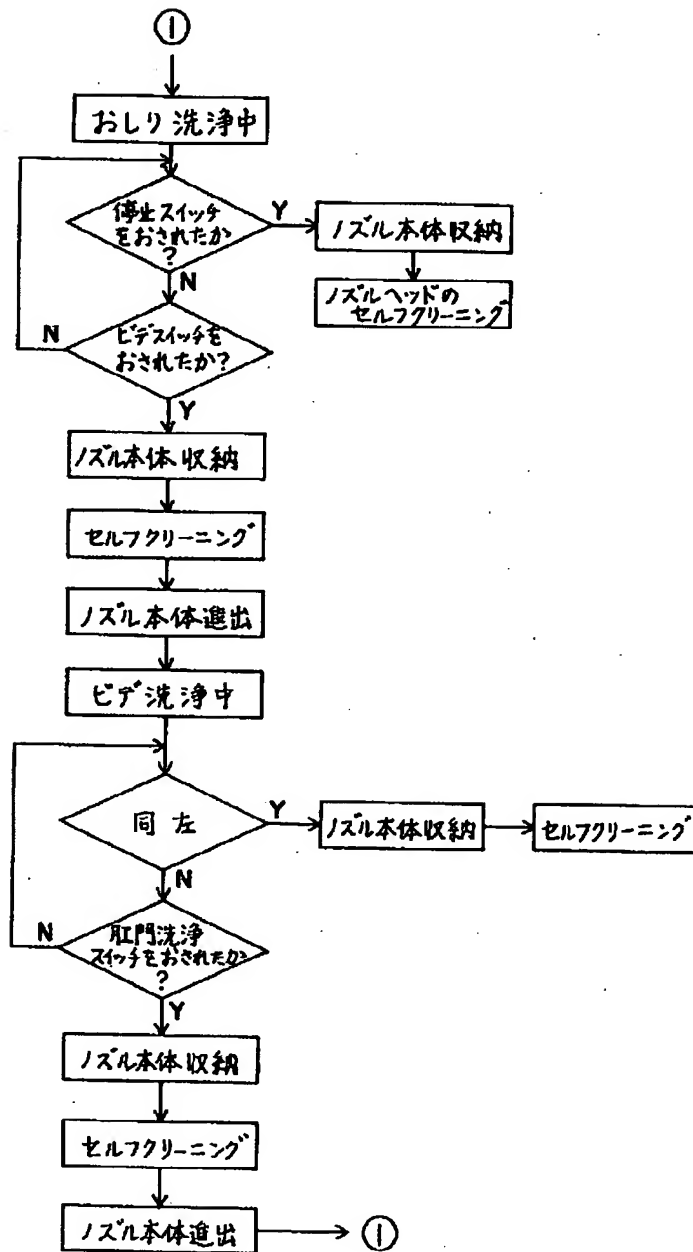 ①
おしり洗浄中
停止スイッチ
をおされたか
?
Y
ノズル本体収納
ノズルヘッドの
セルフクリーニング
N
ビデスイッチを
おされたか?
N
Y
ノズル本体収納
セルフクリーニング
ノズル本体進出
ビデ洗浄中
同左
Y
ノズル本体収納
セルフクリーニング
N
肛門洗浄
スイッチをおされたか
?
N
Y
ノズル本体収納
セルフクリーニング
ノズル本体進出
①